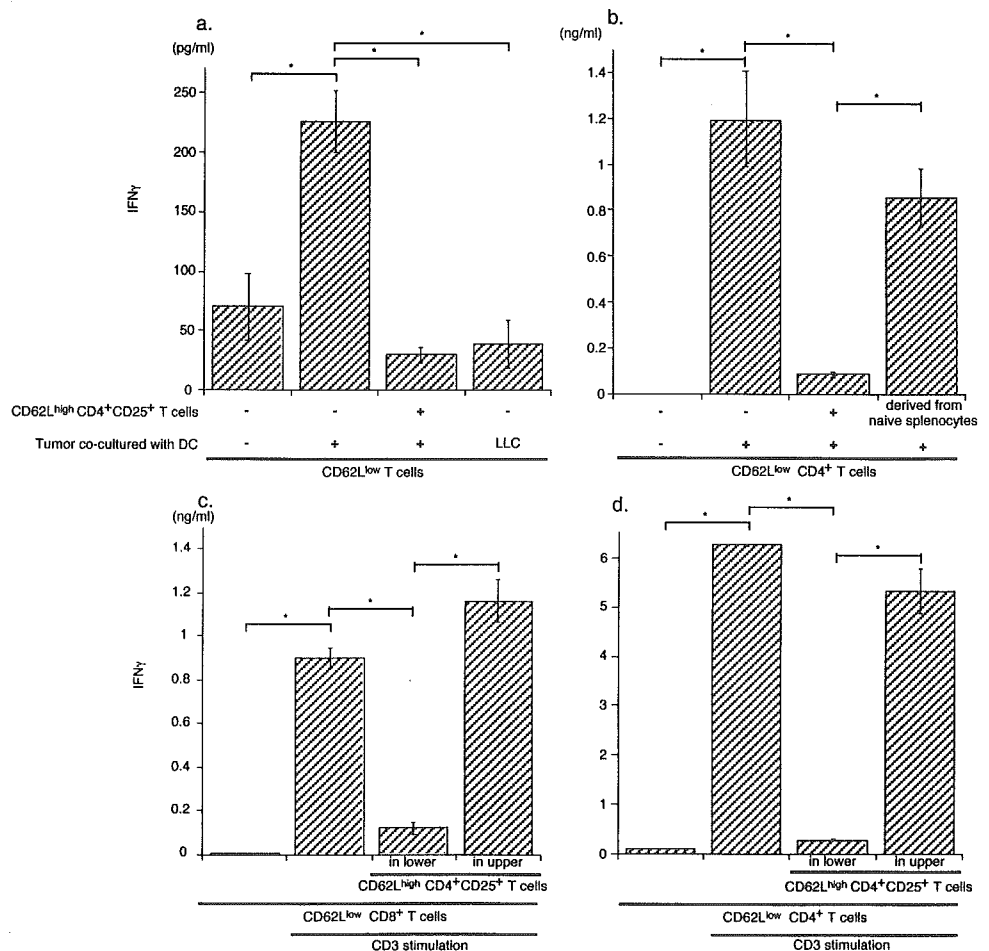 a.
(pg/ml)
*
*
*
IFNγ
250
200
150
100
50
0
CD62Lhigh CD4+CD25+ T cells - - + -
Tumor co-cultured with DC - + + LLC
CD62Llow T cells
b.
(ng/ml)
*
*
*
1.4
1.2
1
0.8
0.6
0.4
0.2
0
- - + derived from
naive splenocytes
- + + +
CD62Llow CD4+ T cells
c.
(ng/ml)
*
*
*
IFNγ
1.4
1.2
1
0.8
0.6
0.4
0.2
0
in lower in upper
CD62Lhigh CD4+CD25+ T cells
CD62Llow CD8+ T cells
CD3 stimulation
d.
*
*
*
6
5
4
3
2
1
0
in lower in upper
CD62Lhigh CD4+CD25+ T cells
CD62Llow CD4+ T cells
CD3 stimulation